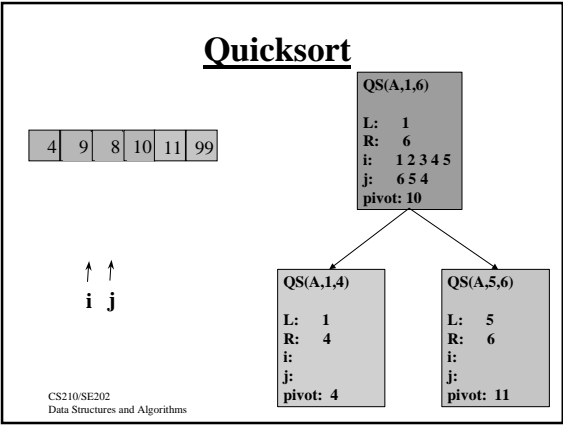 Quicksort
4 9 8 10 11 99
i j
QS(A,1,6)
L: 1
R: 6
i: 1 2 3 4 5
j: 6 5 4
pivot: 10
QS(A,1,4)
L: 1
R: 4
i:
j:
pivot: 4
QS(A,5,6)
L: 5
R: 6
i:
j:
pivot: 11
CS210/SE202
Data Structures and Algorithms